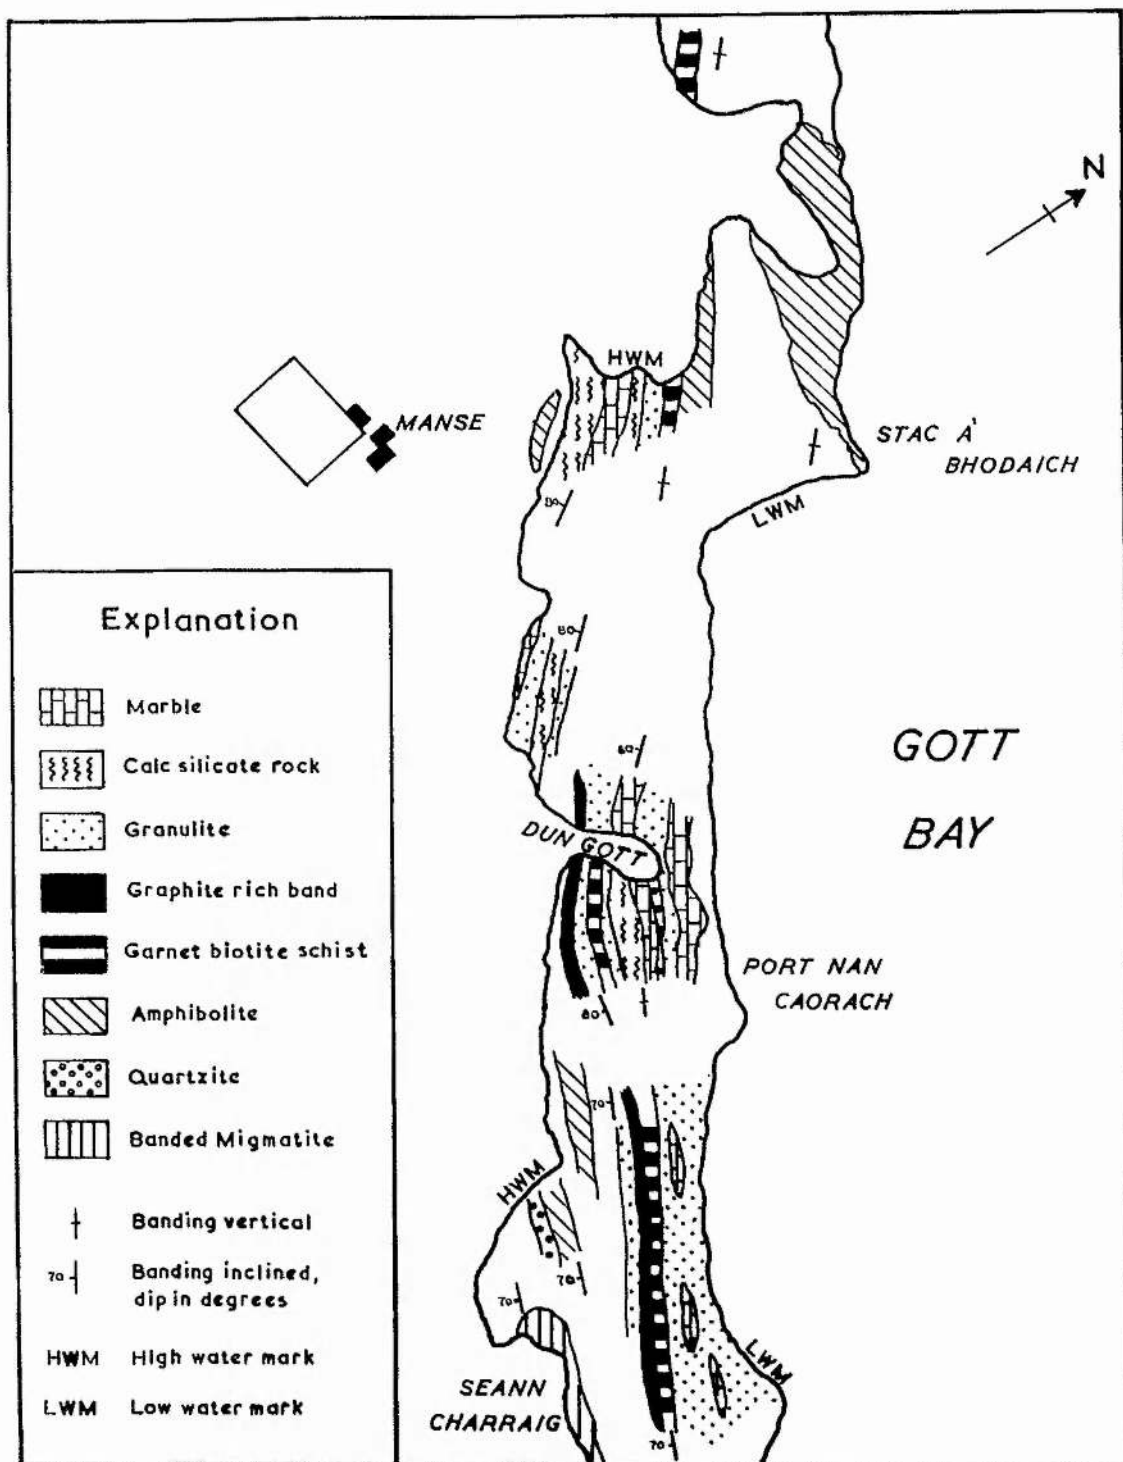 N
HWM
MANSE
STAC A'
BHODAICH
80
LWM
Explanation
Marble
Calc silicate rock
Granulite
Graphite rich band
Garnet biotite schist
Amphibolite
Quartzite
Banded Migmatite
Banding vertical
70 Banding inclined,
dip in degrees
HWM High water mark
LWM Low water mark
80
GOTT
BAY
80
DUN GOTT
PORT NAN
CAORACH
80
70
HWM
70
70
LWM
SEANN
CHARRAIG
70